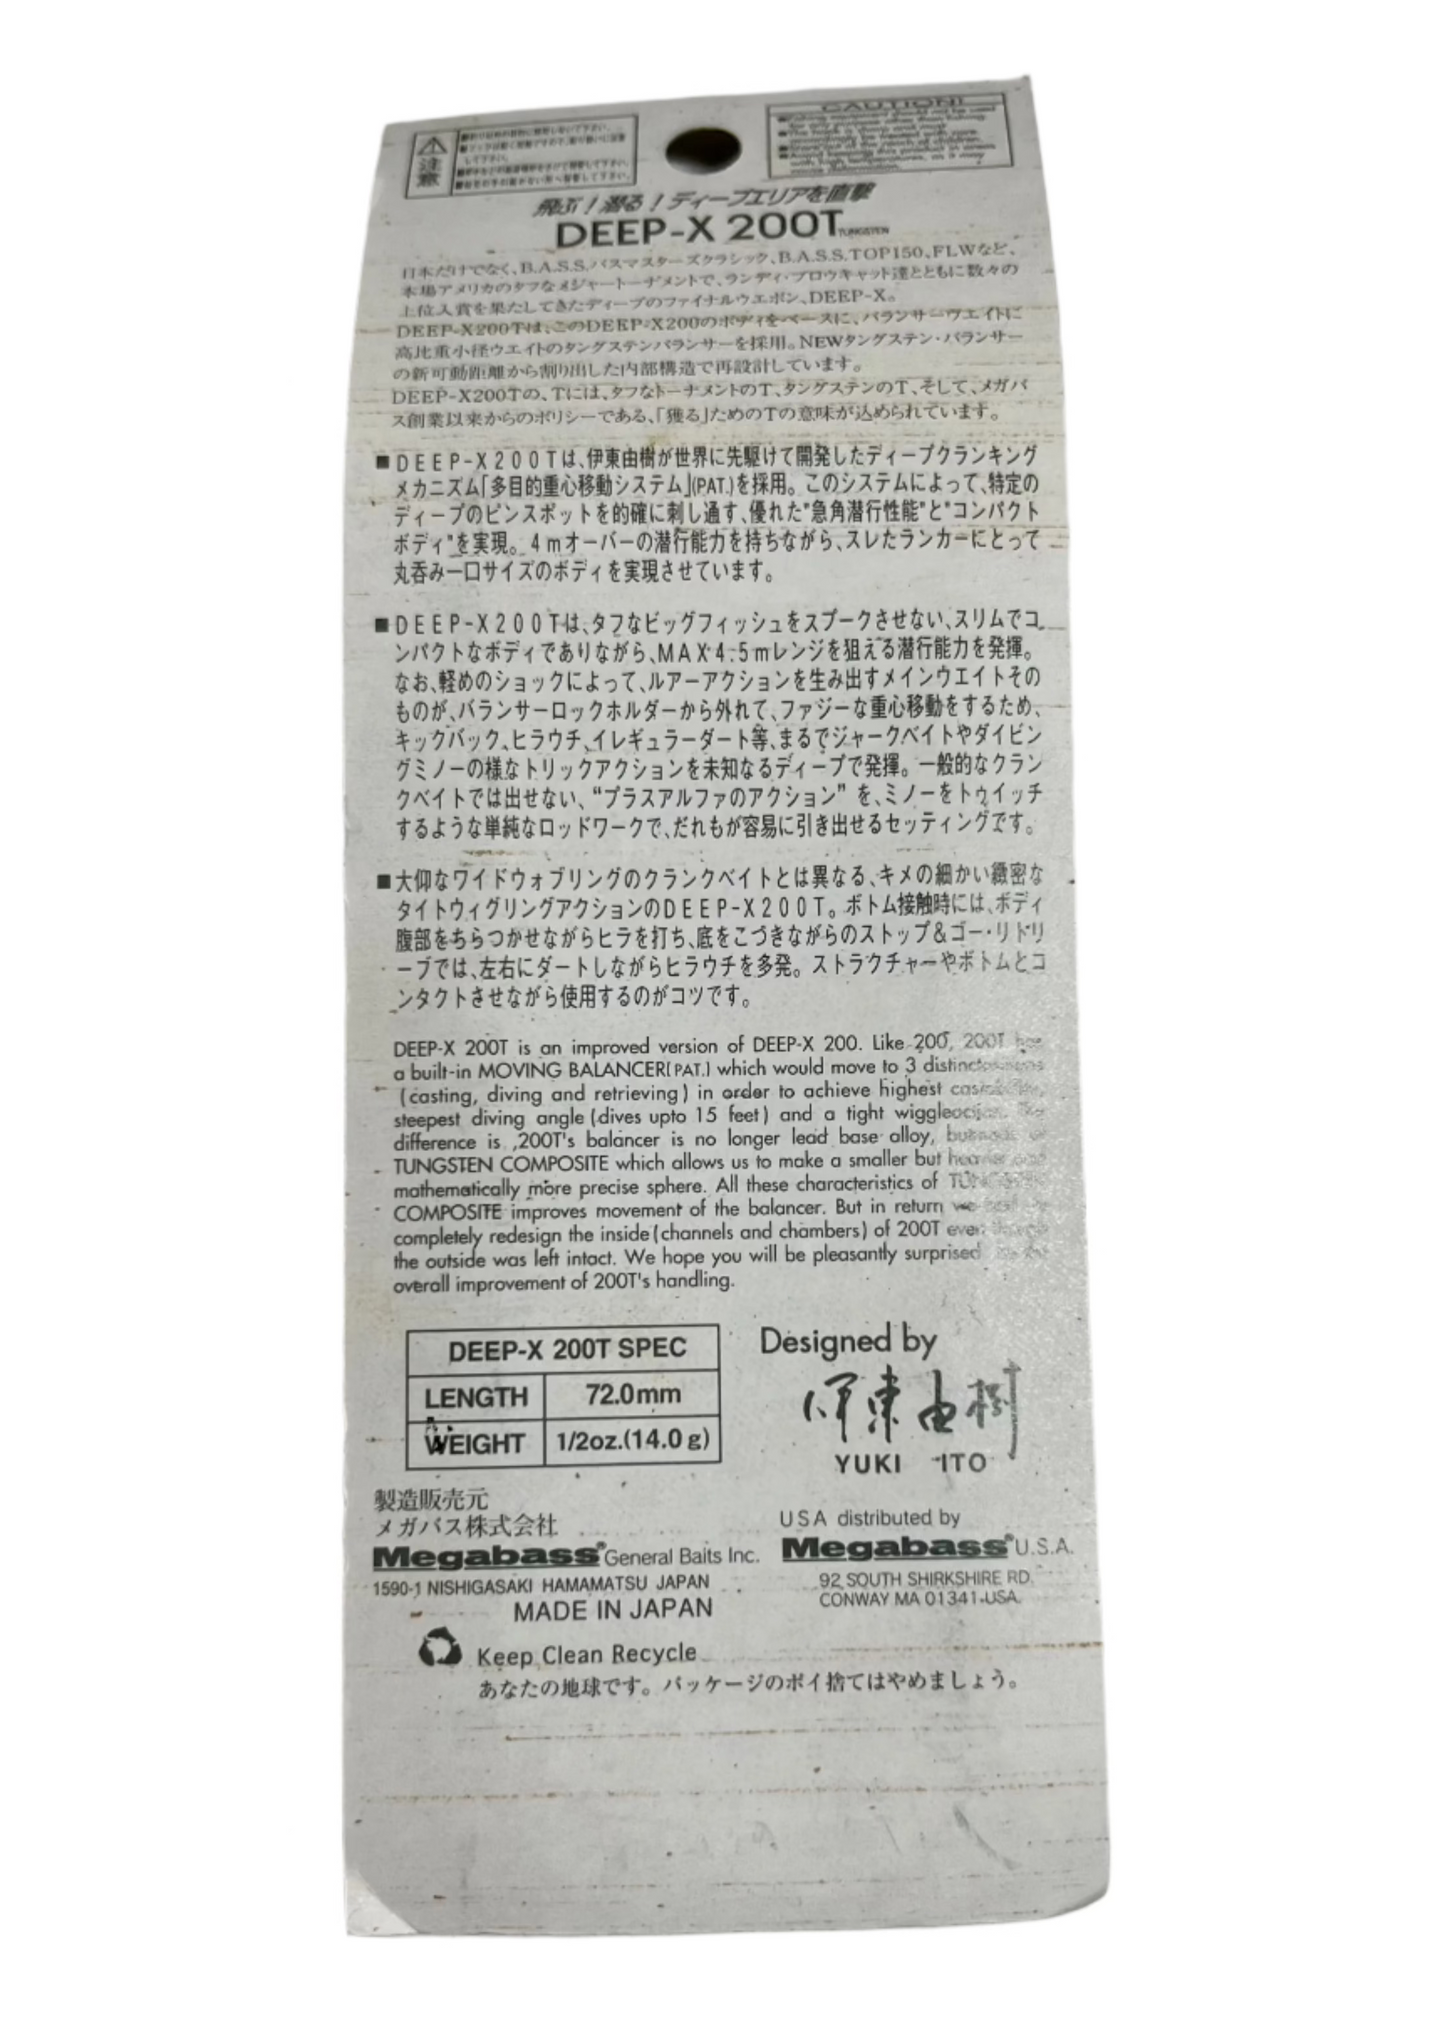 注意
CAUTION!
飛ぶ！潜る！ディープエリアを直撃
DEEP-X 200T TUNGSTEN
日本だけでなく、B.A.S.S.バスマスターズクラシック、B.A.S.S.TOP150、FLWなど、
本場アメリカのタフなメジャートーナメントで、ランディ・ブロウキャット達とともに数々の
上位入賞を果たしてきたディープのファイナルウエポン、DEEP-X。
DEEP-X200Tは、このDEEP-X200のボディをベースに、バランサーウエイトに
高比重小径ウエイトのタングステンバランサーを採用。NEWタングステン・バランサー
の新可動距離から割り出した内部構造で再設計しています。
DEEP-X200Tの、Tには、タフなトーナメントのT、タングステンのT、そして、メガバ
ス創業以来からのポリシーである、「獲る」ためのTの意味が込められています。
■DEEP-X200Tは、伊東由樹が世界に先駆けて開発したディープクランキング
メカニズム「多目的重心移動システム」(PAT.)を採用。このシステムによって、特定の
ディープのピンスポットを的確に刺し通す、優れた"急角潜行性能"と"コンパクト
ボディ"を実現。4mオーバーの潜行能力を持ちながら、スレたランカーにとって
丸呑み一口サイズのボディを実現させています。
■DEEP-X200Tは、タフなビッグフィッシュをスプークさせない、スリムでコ
ンパクトなボディでありながら、MAX4.5mレンジを狙える潜行能力を発揮。
なお、軽めのショックによって、ルアーアクションを生み出すメインウエイトその
ものが、バランサーロックホルダーから外れて、ファジーな重心移動をするため、
キックバック、ヒラウチ、イレギュラーダート等、まるでジャークベイトやダイビン
グミノーの様なトリックアクションを未知なるディープで発揮。一般的なクラン
クベイトでは出せない、“プラスアルファのアクション”を、ミノーをトゥイッチ
するような単純なロッドワークで、だれもが容易に引き出せるセッティングです。
■大仰なワイドウォブリングのクランクベイトとは異なる、キメの細かい緻密な
タイトウィグリングアクションのDEEP-X200T。ボトム接触時には、ボディ
腹部をちらつかせながらヒラを打ち、底をこづきながらのストップ&ゴー・リトリ
ーブでは、左右にダートしながらヒラウチを多発。ストラクチャーやボトムとコ
ンタクトさせながら使用するのがコツです。
DEEP-X 200T is an improved version of DEEP-X 200. Like 200, 200T has
a built-in MOVING BALANCER(PAT.) which would move to 3 distinct
(casting, diving and retrieving) in order to achieve highest
steepest diving angle (dives upto 15 feet) and a tight wiggle
difference is ,200T's balancer is no longer lead base alloy,
TUNGSTEN COMPOSITE which allows us to make a smaller but
mathematically more precise sphere. All these characteristics of
COMPOSITE improves movement of the balancer. But in return we
completely redesign the inside(channels and chambers) of 200T even
the outside was left intact. We hope you will be pleasantly surprised
overall improvement of 200T's handling.
DEEP-X 200T SPEC
LENGTH 72.0mm
WEIGHT 1/2oz.(14.0g)
Designed by
伊東由樹
YUKI ITO
製造販売元
メガバス株式会社
Megabass® General Baits Inc.
1590-1 NISHIGASAKI HAMAMATSU JAPAN
MADE IN JAPAN
USA distributed by
Megabass® U.S.A.
92 SOUTH SHIRKSHIRE RD.
CONWAY MA 01341 USA.
Keep Clean Recycle
あなたの地球です。パッケージのポイ捨てはやめましょう。